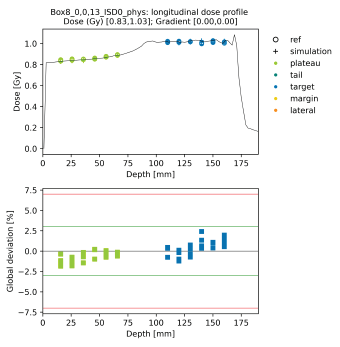 Box8_0,0,13_ISD0_phys: longitudinal dose profile
Dose (Gy) [0.83,1.03]; Gradient [0.00,0.00]
1.0
0.8
0.6
0.4
0.2
0.0
Dose [Gy]
0 25 50 75 100 125 150 175
Depth [mm]
ref
simulation
plateau
tail
target
margin
lateral
7.5
5.0
2.5
0.0
−2.5
−5.0
−7.5
Global deviation [%]
0 25 50 75 100 125 150 175
Depth [mm]